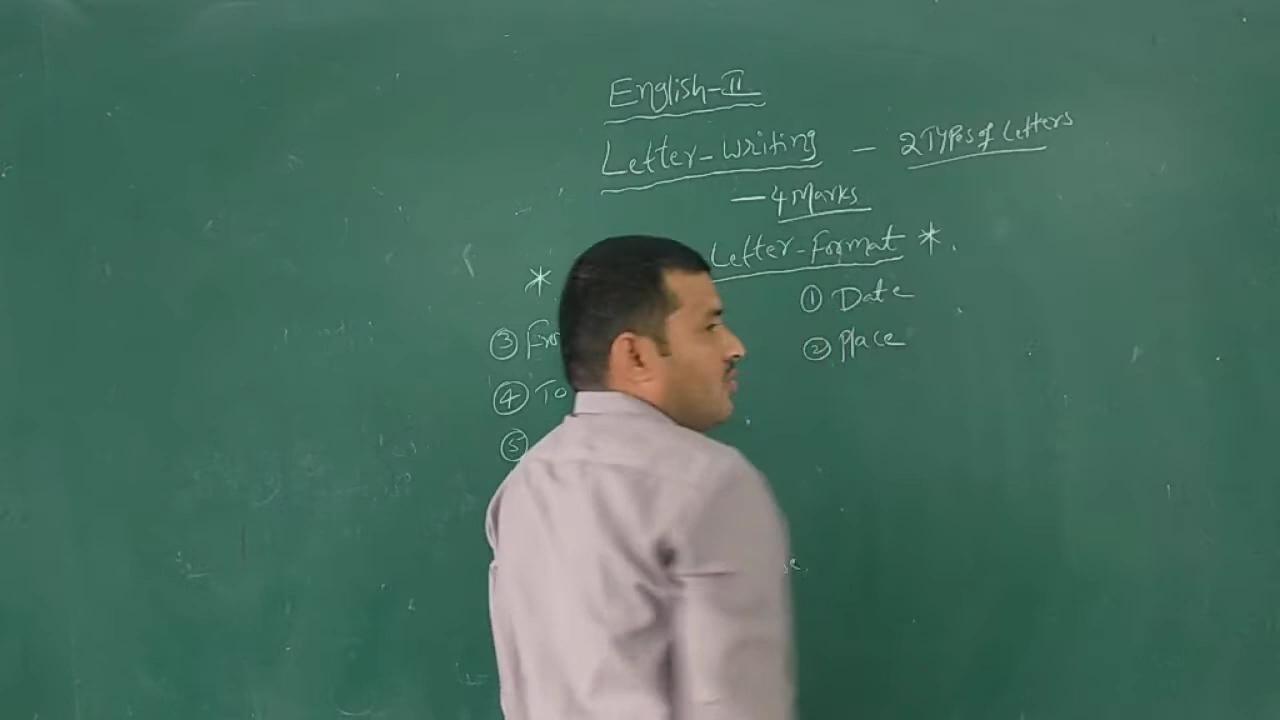 English-II
Letter-Writing - 2 Types of Letters
- 4 Marks
* Letter-Format *
① Date
② Place
③
④ To
⑤